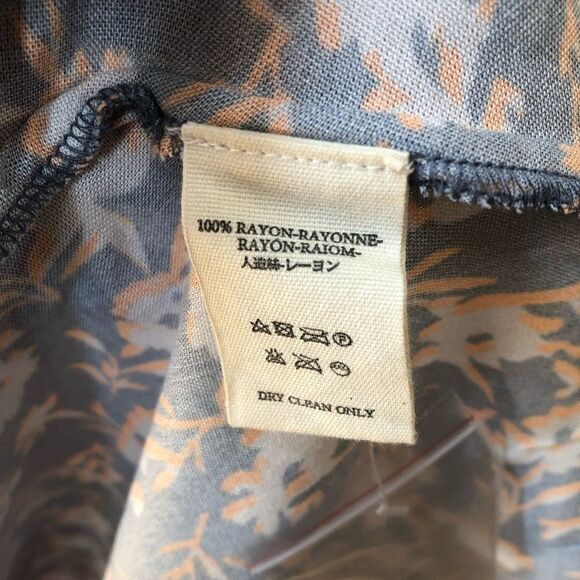 100% RAYON-RAYONNE-
RAYÓN-RAIOM-
人造絲-レーヨン
DRY CLEAN ONLY